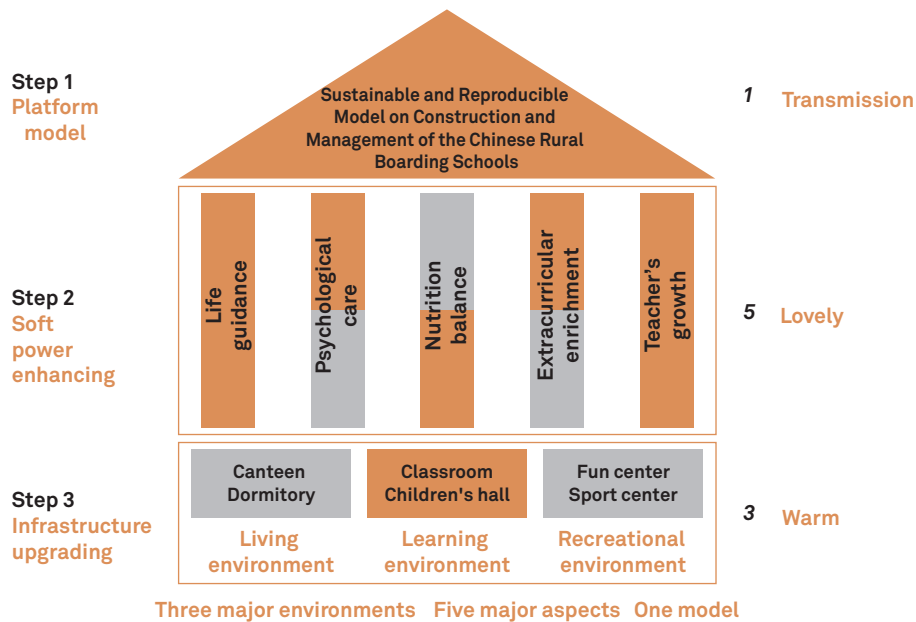 Step 1
Platform
model
Sustainable and Reproducible
Model on Construction and
Management of the Chinese Rural
Boarding Schools
1 Transmission
Step 2
Soft
power
enhancing
Life
guidance
Psychological
care
Nutrition
balance
Extracurricular
enrichment
Teacher's
growth
5 Lovely
Step 3
Infrastructure
upgrading
Canteen
Dormitory
Classroom
Children's hall
Fun center
Sport center
Living
environment
Learning
environment
Recreational
environment
3 Warm
Three major environments Five major aspects One model